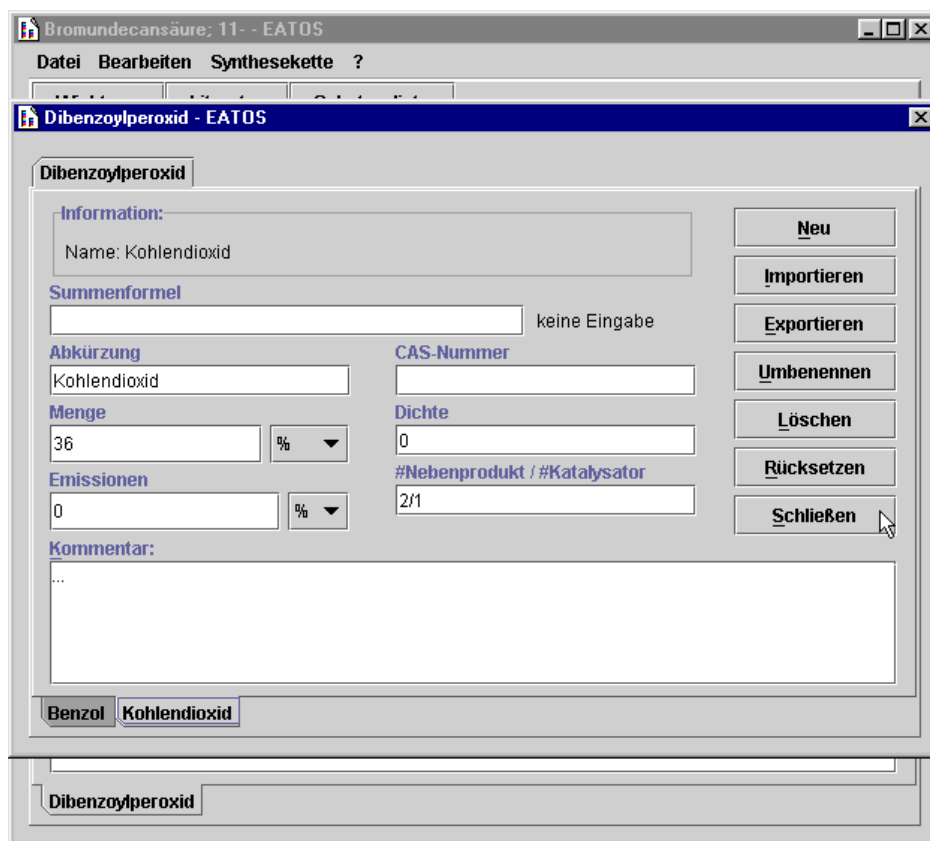 Bromundecansäure; 11- - EATOS
Datei Bearbeiten Synthesekette ?
Dibenzoylperoxid - EATOS
Dibenzoylperoxid
Information:
Name: Kohlendioxid
Neu
Importieren
Summenformel
keine Eingabe
Exportieren
Abkürzung CAS-Nummer
Kohlendioxid
Umbenennen
Menge Dichte
36 % 0
Löschen
Emissionen #Nebenprodukt / #Katalysator
Rücksetzen
0 % 2/1
Schließen
Kommentar:
...
Benzol Kohlendioxid
Dibenzoylperoxid